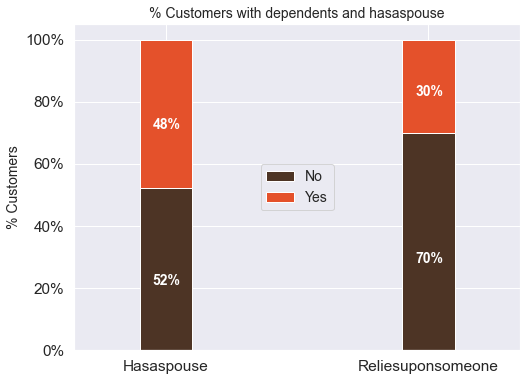 % Customers with dependents and hasaspouse
% Customers
100%
80%
60%
40%
20%
0%
48%
52%
30%
70%
No
Yes
Hasaspouse
Reliesuponsomeone